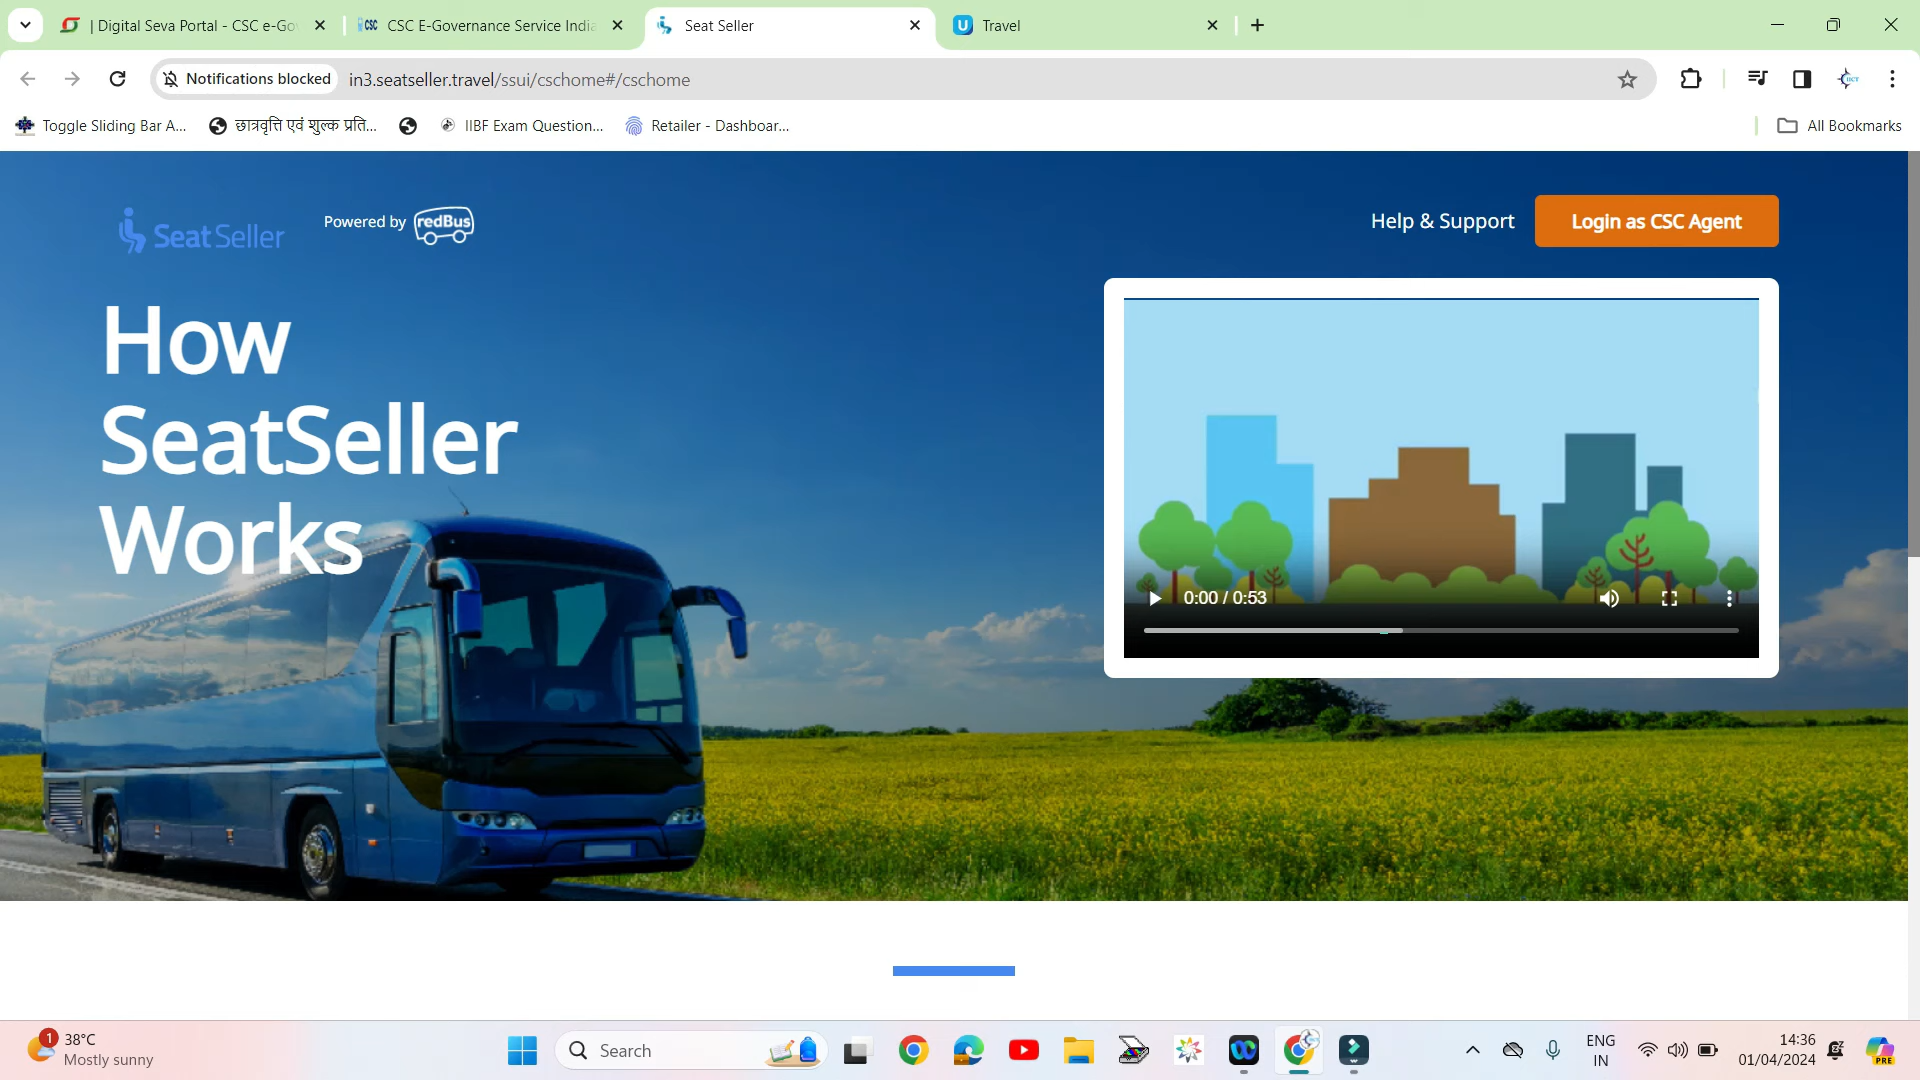 | Digital Seva Portal - CSC e-Go
CSC E-Governance Service India
Seat Seller
Travel
Notifications blocked
in3.seatseller.travel/ssui/cschome#/cschome
Toggle Sliding Bar A...
छात्रवृत्ति एवं शुल्क प्रति...
IIBF Exam Question...
Retailer - Dashboar...
All Bookmarks
SeatSeller
Powered by redBus
Help & Support
Login as CSC Agent
How
SeatSeller
Works
0:00 / 0:53
1
38°C
Mostly sunny
Search
ENG
IN
14:36
01/04/2024
PRE